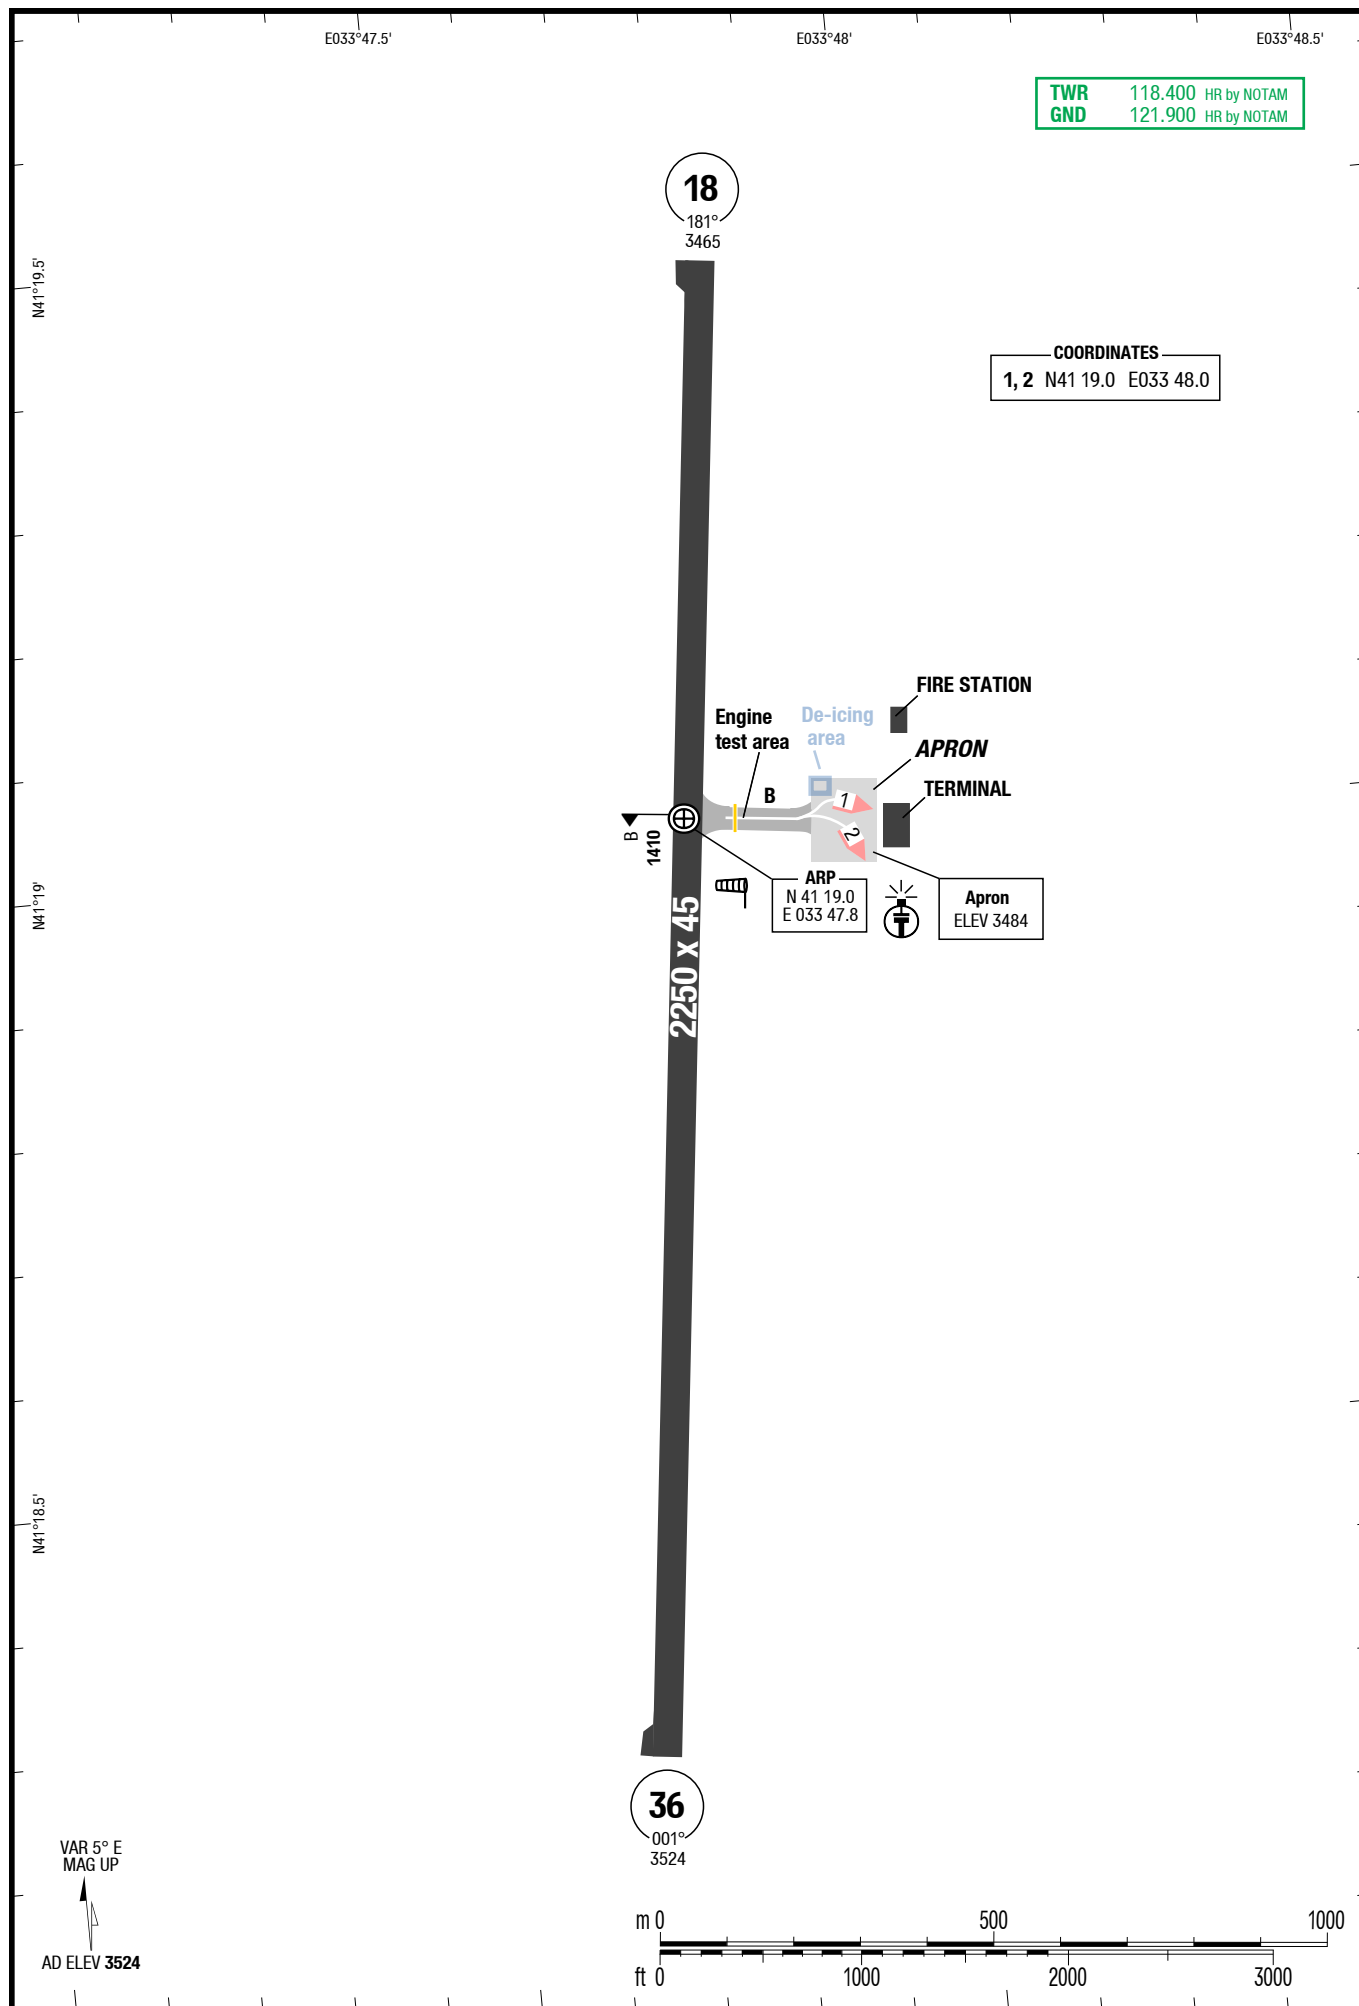 E033°47.5'
E033°48'
E033°48.5'
TWR 118.400 HR by NOTAM
GND 121.900 HR by NOTAM
18
181°
3465
N41°19.5'
COORDINATES
1, 2 N41 19.0 E033 48.0
FIRE STATION
Engine
test area
De-icing
area
APRON
TERMINAL
B
1
2
B
1410
ARP
N 41 19.0
E 033 47.8
Apron
ELEV 3484
N41°19'
2250 x 45
N41°18.5'
36
001°
3524
VAR 5° E
MAG UP
AD ELEV 3524
m 0 500 1000
ft 0 1000 2000 3000